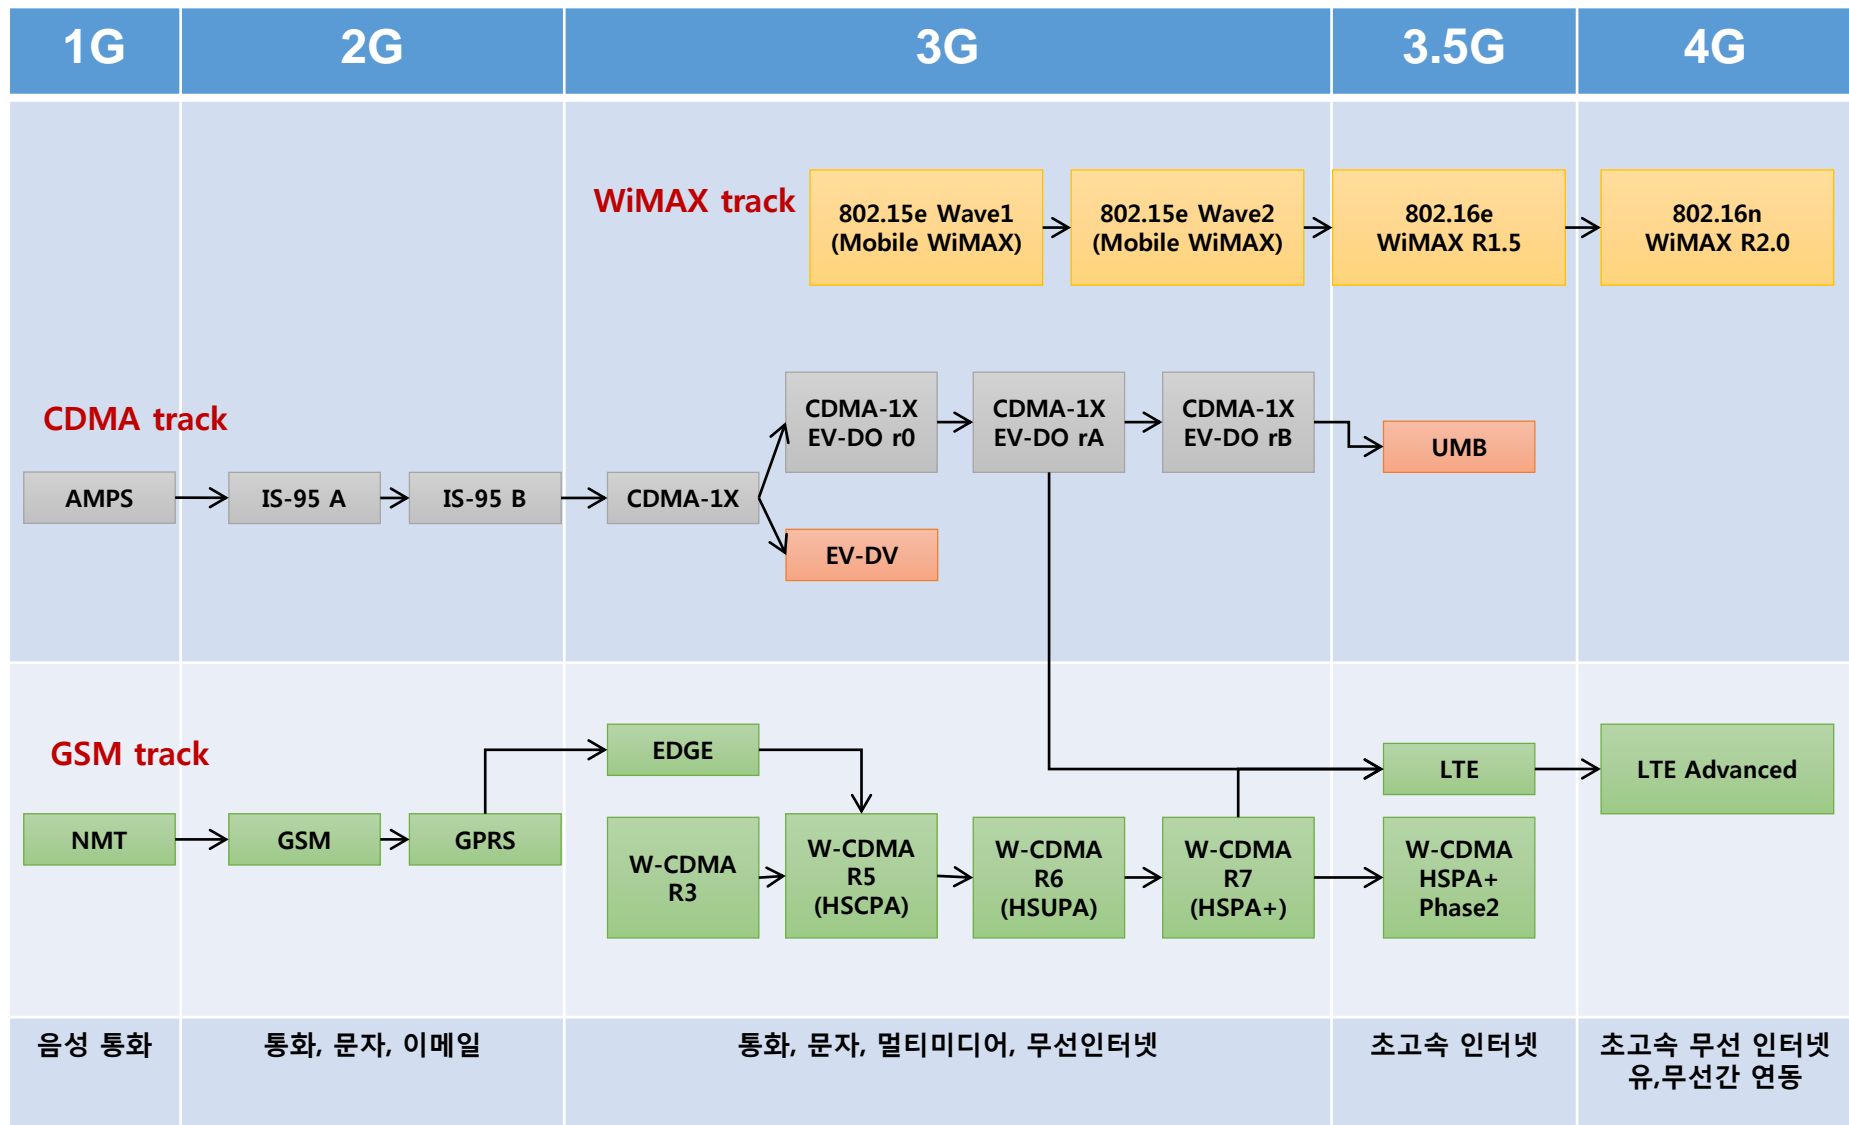 1G
2G
3G
3.5G
4G
WiMAX track
802.15e Wave1
(Mobile WiMAX)
802.15e Wave2
(Mobile WiMAX)
802.16e
WiMAX R1.5
802.16n
WiMAX R2.0
CDMA track
CDMA-1X
EV-DO r0
CDMA-1X
EV-DO rA
CDMA-1X
EV-DO rB
UMB
AMPS
IS-95 A
IS-95 B
CDMA-1X
EV-DV
GSM track
EDGE
LTE
LTE Advanced
NMT
GSM
GPRS
W-CDMA
R3
W-CDMA
R5
(HSCPA)
W-CDMA
R6
(HSUPA)
W-CDMA
R7
(HSPA+)
W-CDMA
HSPA+
Phase2
음성 통화
통화, 문자, 이메일
통화, 문자, 멀티미디어, 무선인터넷
초고속 인터넷
초고속 무선 인터넷
유,무선간 연동